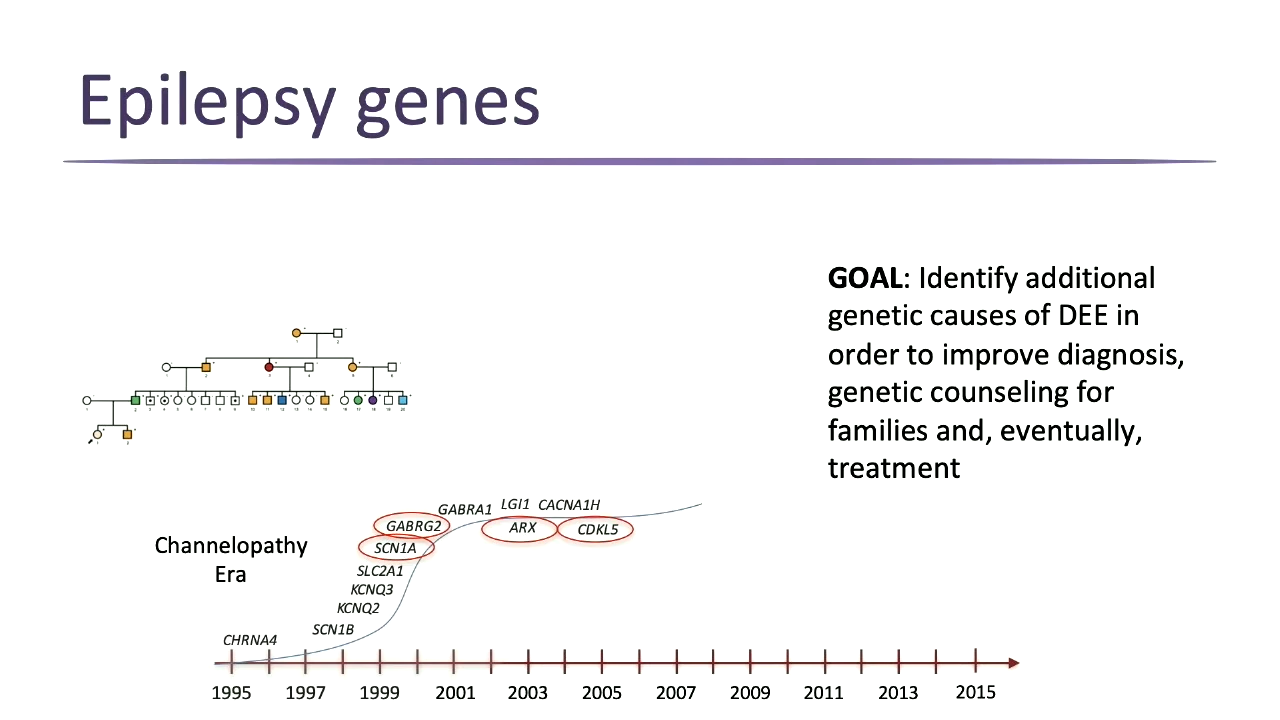 Epilepsy genes
GOAL: Identify additional
genetic causes of DEE in
order to improve diagnosis,
genetic counseling for
families and, eventually,
treatment
Channelopathy
Era
CHRNA4
SCN1B
KCNQ2
KCNQ3
SLC2A1
SCN1A
GABRG2
GABRA1
LGI1
CACNA1H
ARX
CDKL5
1995 1997 1999 2001 2003 2005 2007 2009 2011 2013 2015